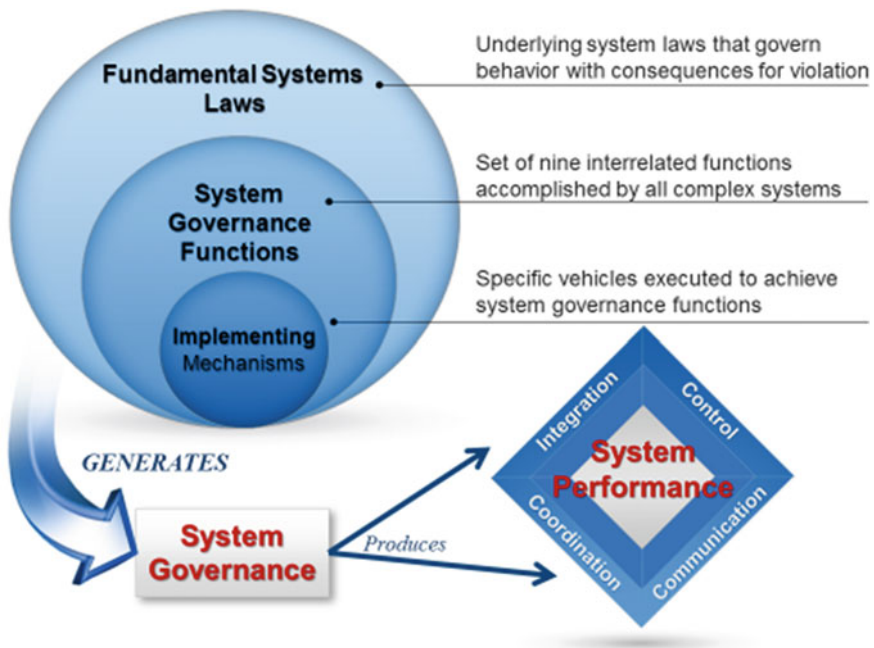 Fundamental Systems
Laws
Underlying system laws that govern
behavior with consequences for violation
System
Governance
Functions
Set of nine interrelated functions
accomplished by all complex systems
Implementing
Mechanisms
Specific vehicles executed to achieve
system governance functions
GENERATES
System
Governance
Produces
Integration
Control
System
Performance
Coordination
Communication